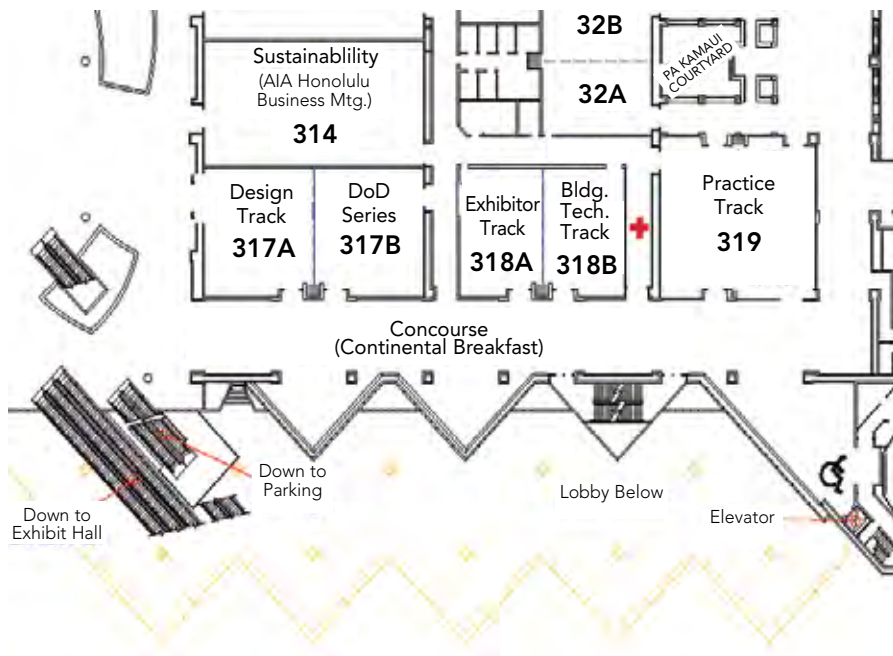 32B
PA KAMAUI
COURTYARD
Sustainablility
(AIA Honolulu
Business Mtg.)
314
32A
Design
Track
317A
DoD
Series
317B
Exhibitor
Track
318A
Bldg.
Tech.
Track
318B
Practice
Track
319
Concourse
(Continental Breakfast)
Down to
Parking
Down to
Exhibit Hall
Lobby Below
Elevator